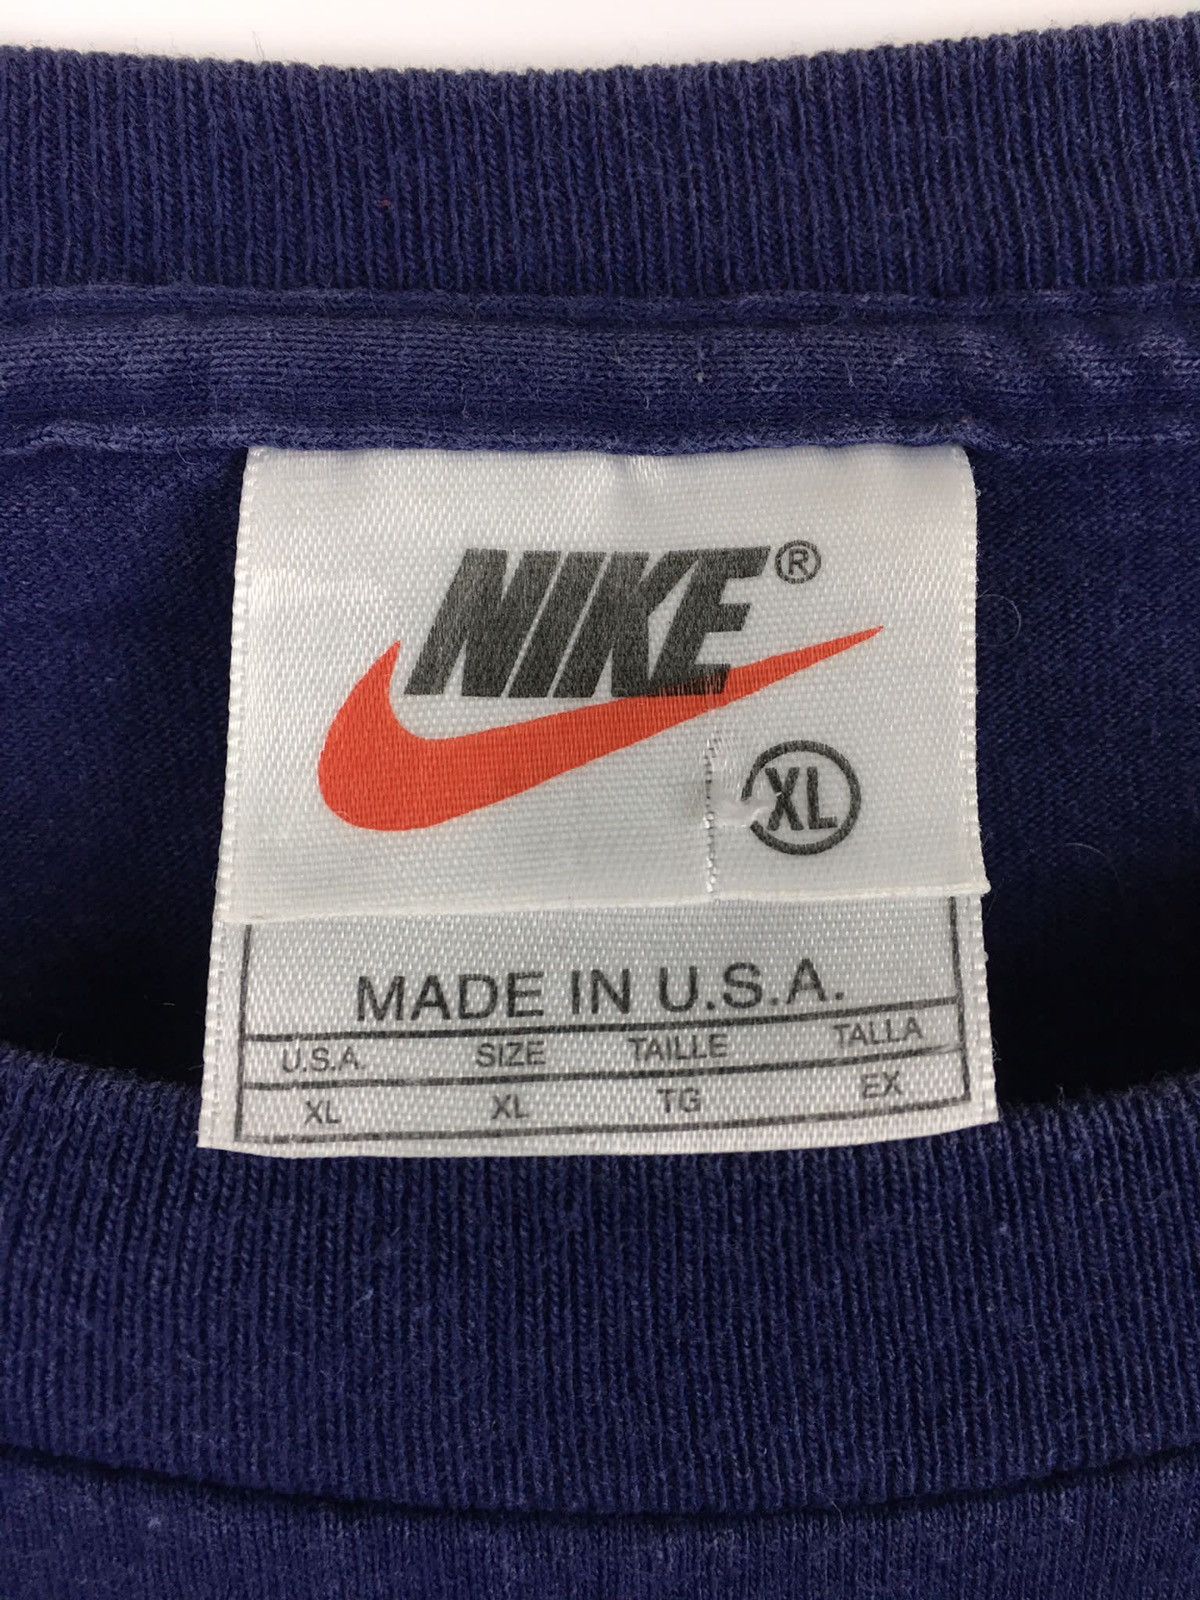 NIKE®
XL
MADE IN U.S.A.
U.S.A. SIZE TAILLE TALLA
XL XL TG EX